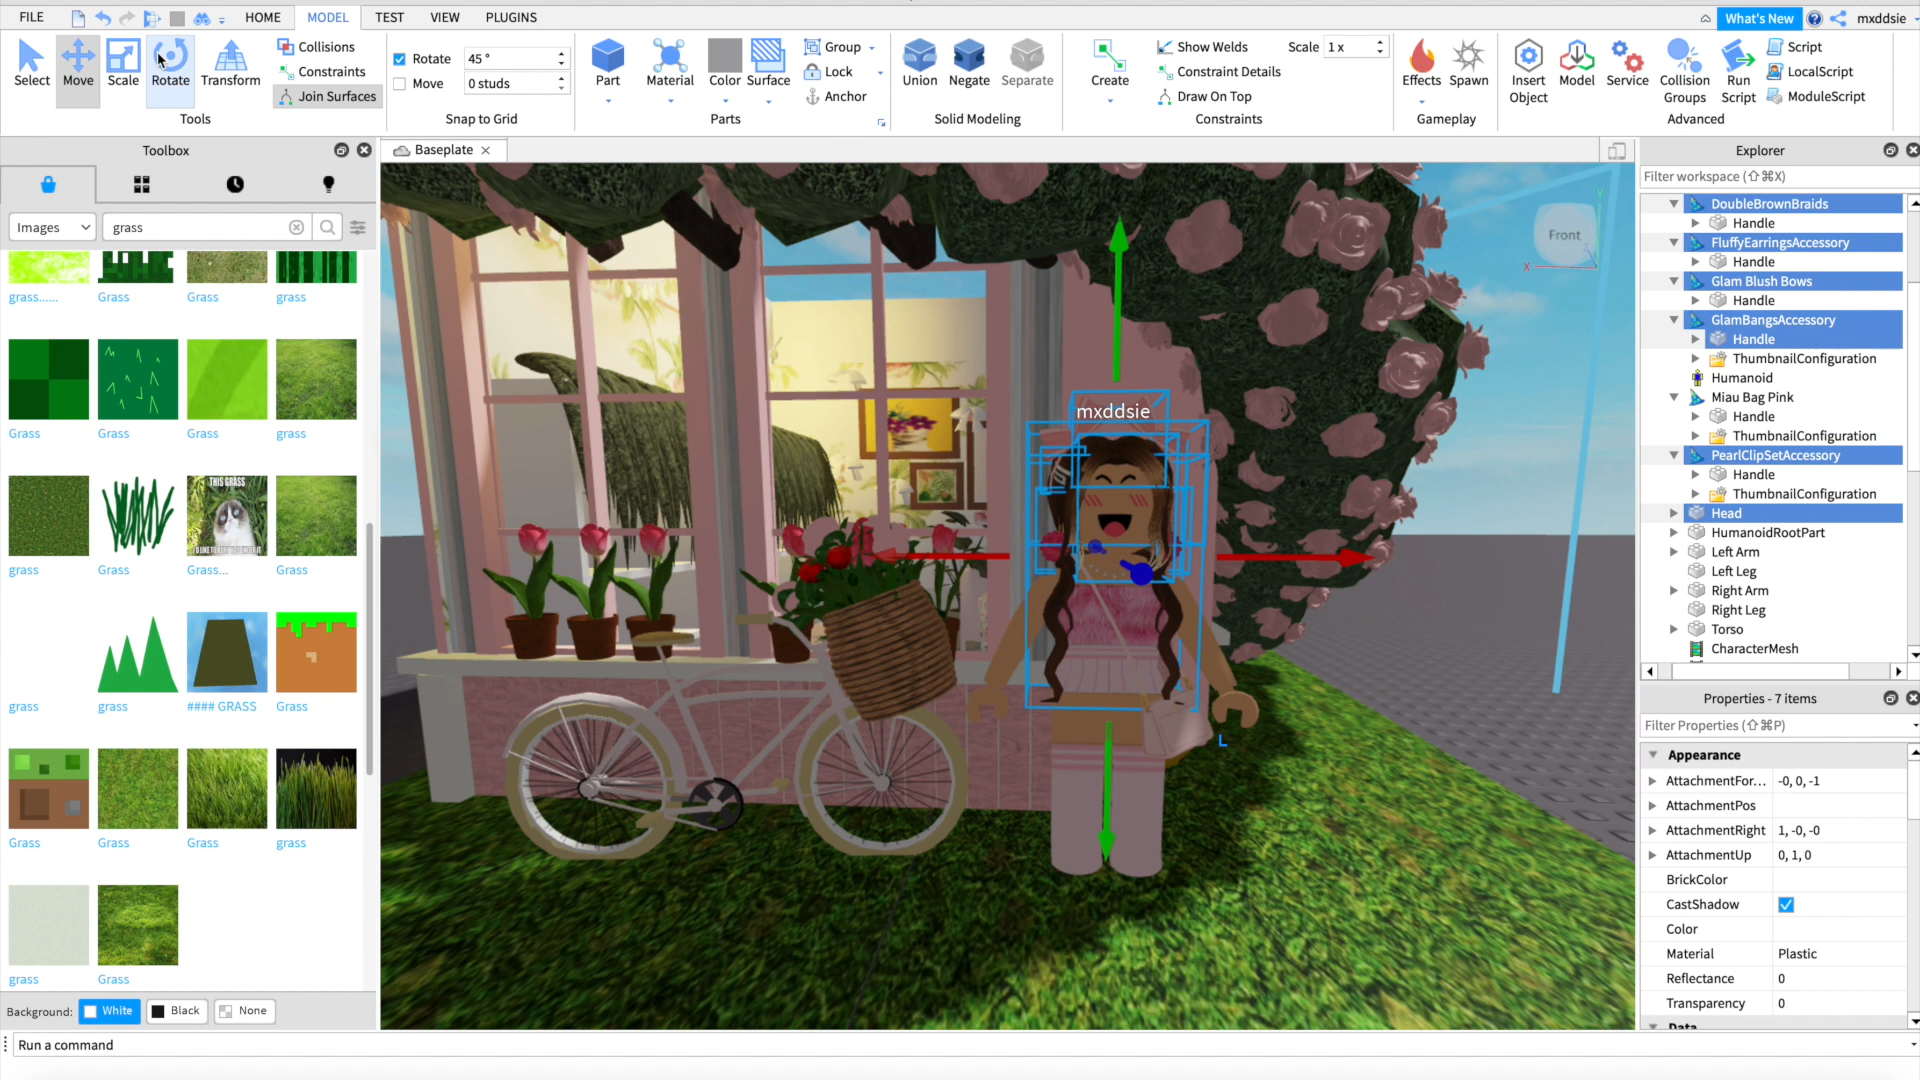 FILE HOME MODEL TEST VIEW PLUGINS What's New mxddsie
Select Move Scale Rotate Transform
Collisions
Constraints
Join Surfaces
Tools
Rotate 45 °
Move 0 studs
Snap to Grid
Part Material Color Surface
Group
Lock
Anchor
Parts
Union Negate Separate
Solid Modeling
Create
Show Welds
Constraint Details
Draw On Top
Scale 1 x
Constraints
Effects Spawn
Gameplay
Insert Object
Model
Service
Collision Groups
Run Script
Script
LocalScript
ModuleScript
Advanced
Toolbox
Images grass
grass...... Grass Grass grass
Grass Grass Grass grass
THIS GRASS
grass Grass Grass... Grass
grass grass #### GRASS Grass
Grass Grass Grass grass
grass Grass
Background: White Black None
Run a command
Baseplate
Front
Y
X
Z
mxddsie
L
Explorer
Filter workspace (⇧⌘X)
DoubleBrownBraids
Handle
FluffyEarringsAccessory
Handle
Glam Blush Bows
Handle
GlamBangsAccessory
Handle
ThumbnailConfiguration
Humanoid
Miau Bag Pink
Handle
ThumbnailConfiguration
PearlClipSetAccessory
Handle
ThumbnailConfiguration
Head
HumanoidRootPart
Left Arm
Left Leg
Right Arm
Right Leg
Torso
CharacterMesh
Properties - 7 items
Filter Properties (⇧⌘P)
Appearance
AttachmentFor... -0, 0, -1
AttachmentPos
AttachmentRight 1, -0, -0
AttachmentUp 0, 1, 0
BrickColor
CastShadow
Color
Material Plastic
Reflectance 0
Transparency 0
Data